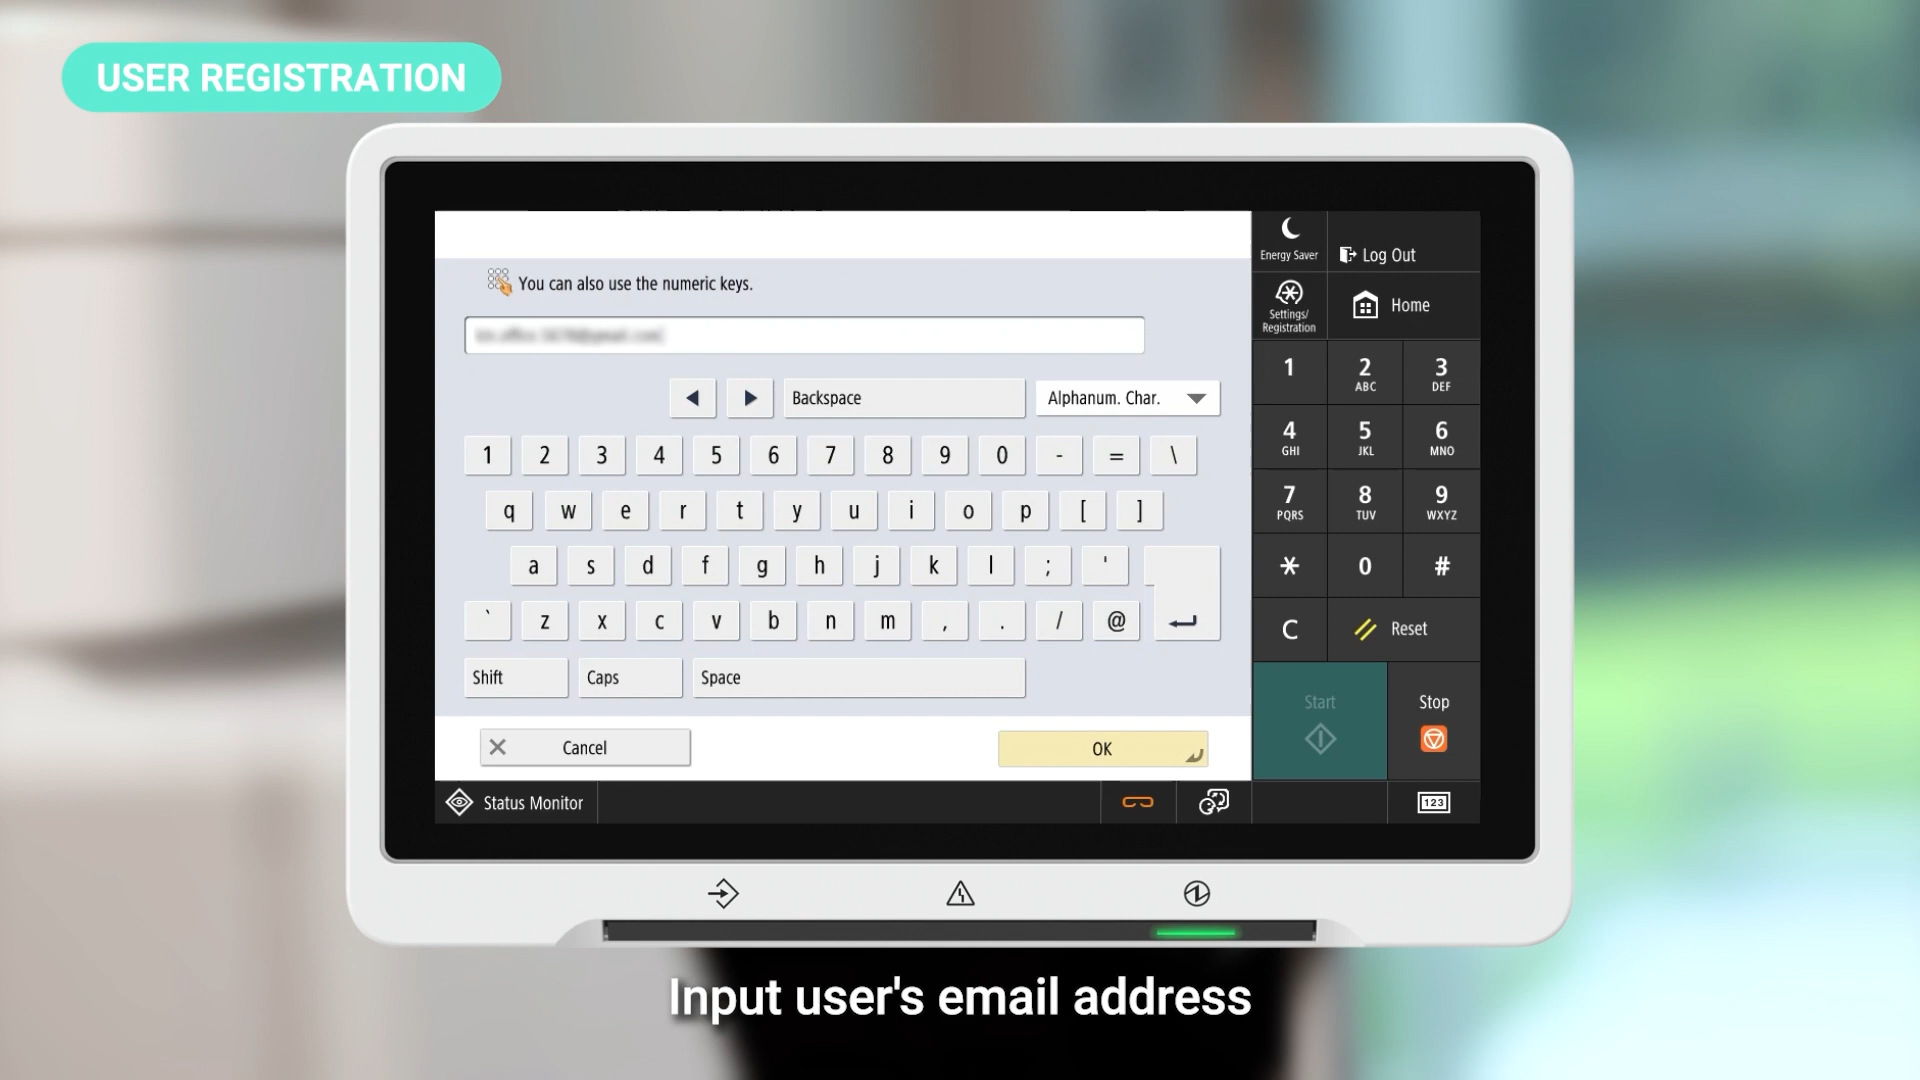 USER REGISTRATION
You can also use the numeric keys.
Backspace
Alphanum. Char.
1 2 3 4 5 6 7 8 9 0 - = \
q w e r t y u i o p [ ]
a s d f g h j k l ; '
` z x c v b n m , . / @
Shift Caps Space
Cancel
OK
Status Monitor
Energy Saver
Log Out
Settings/
Registration
Home
1 2 3
ABC DEF
4 5 6
GHI JKL MNO
7 8 9
PQRS TUV WXYZ
* 0 #
C
Reset
Start
Stop
123
Input user's email address